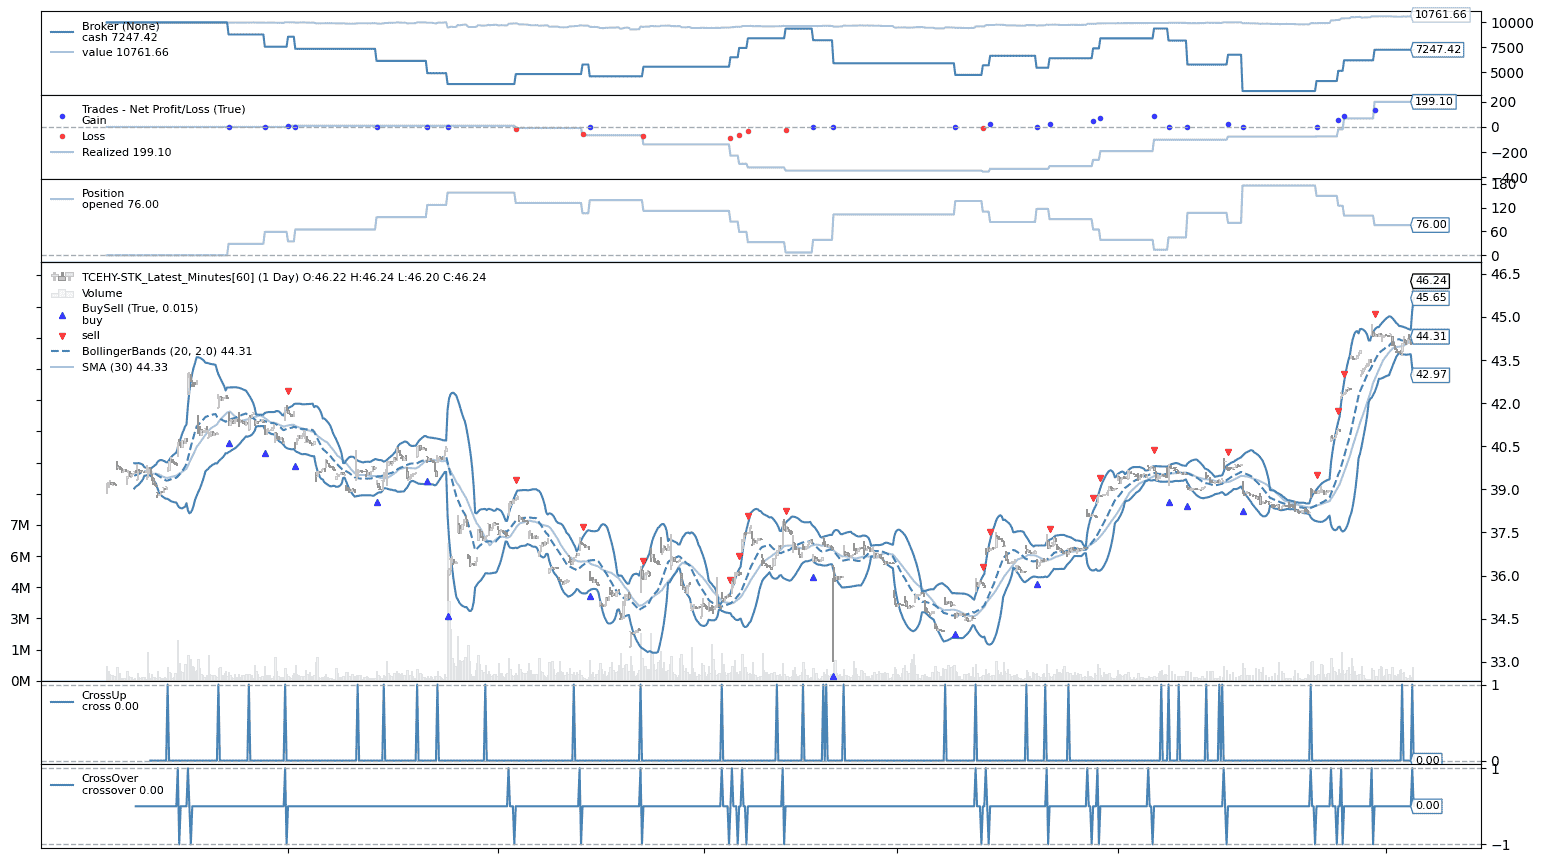 Broker (None)
cash 7247.42
value 10761.66
10761.66
10000
7500
7247.42
5000
Trades - Net Profit/Loss (True)
Gain
Loss
Realized 199.10
199.10
200
0
−200
−400
Position
opened 76.00
180
120
76.00
60
0
TCEHY-STK_Latest_Minutes[60] (1 Day) O:46.22 H:46.24 L:46.20 C:46.24
Volume
BuySell (True, 0.015)
buy
sell
BollingerBands (20, 2.0) 44.31
SMA (30) 44.33
46.5
46.24
45.65
45.0
44.31
43.5
42.97
42.0
40.5
39.0
37.5
36.0
34.5
33.0
7M
6M
4M
3M
1M
0M
CrossUp
cross 0.00
1
0.00
0
CrossOver
crossover 0.00
1
0.00
−1